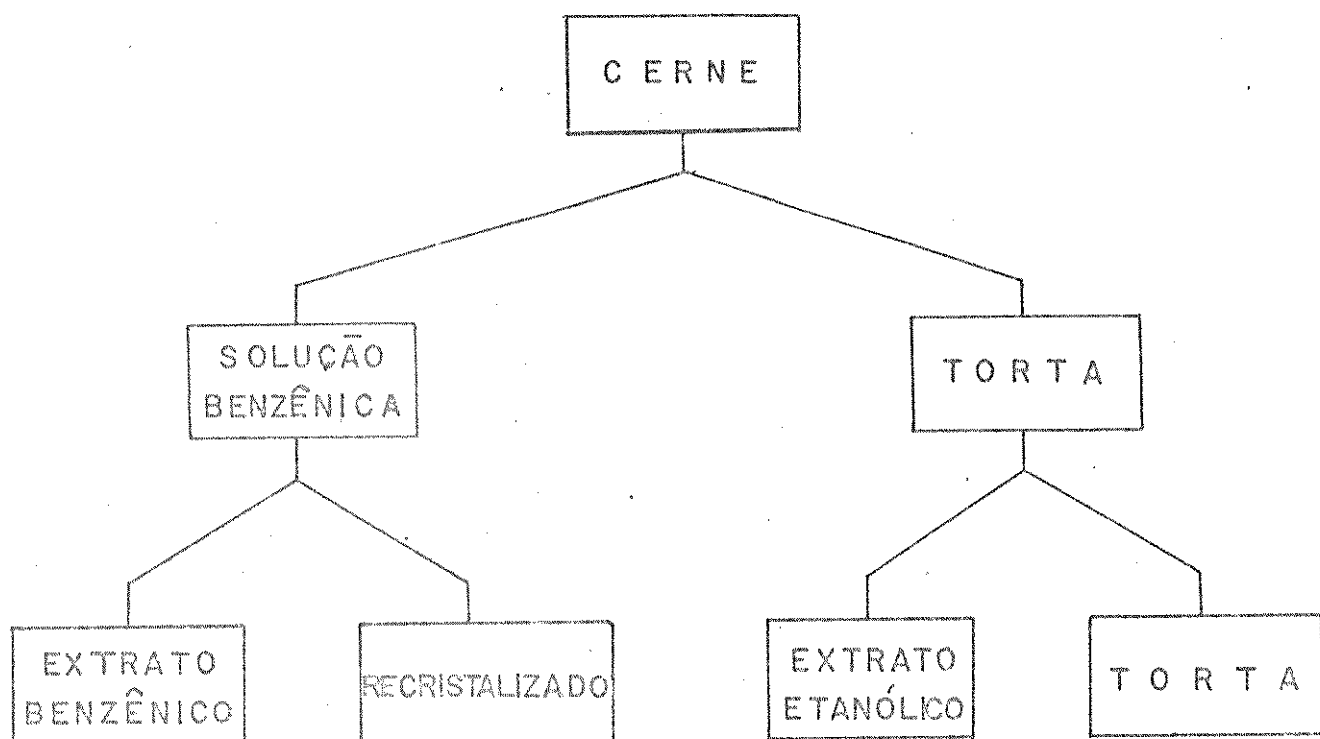 CERNE
SOLUÇÃO
BENZÊNICA
TORTA
EXTRATO
BENZÊNICO
RECRISTALIZADO
EXTRATO
ETANÓLICO
TORTA